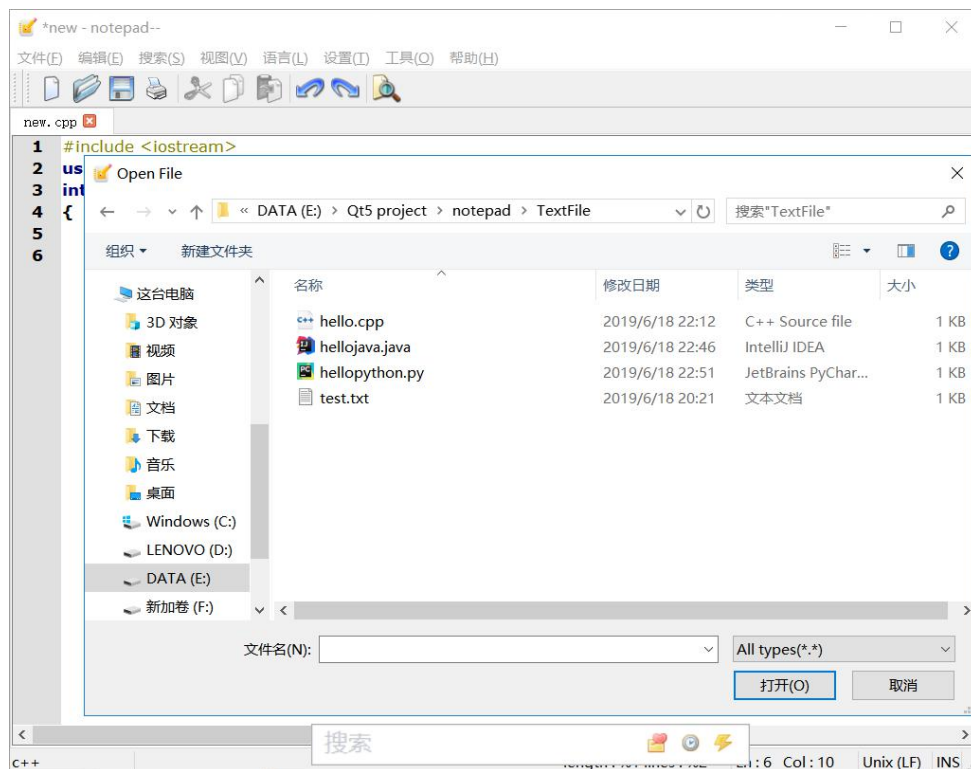 *new - notepad--
文件(F) 编辑(E) 搜索(S) 视图(V) 语言(L) 设置(T) 工具(O) 帮助(H)
new.cpp
1 #include <iostream>
2 us
3 int
4 {
5
6
Open File
« DATA (E:) > Qt5 project > notepad > TextFile
搜索"TextFile"
组织 新建文件夹
名称 修改日期 类型 大小
这台电脑
3D 对象
视频
图片
文档
下载
音乐
桌面
Windows (C:)
LENOVO (D:)
DATA (E:)
新加卷 (F:)
hello.cpp 2019/6/18 22:12 C++ Source file 1 KB
hellojava.java 2019/6/18 22:46 IntelliJ IDEA 1 KB
hellopython.py 2019/6/18 22:51 JetBrains PyChar... 1 KB
test.txt 2019/6/18 20:21 文本文档 1 KB
文件名(N):
All types(*.*)
打开(O) 取消
搜索
C++ Ln:6 Col:10 Unix (LF) INS